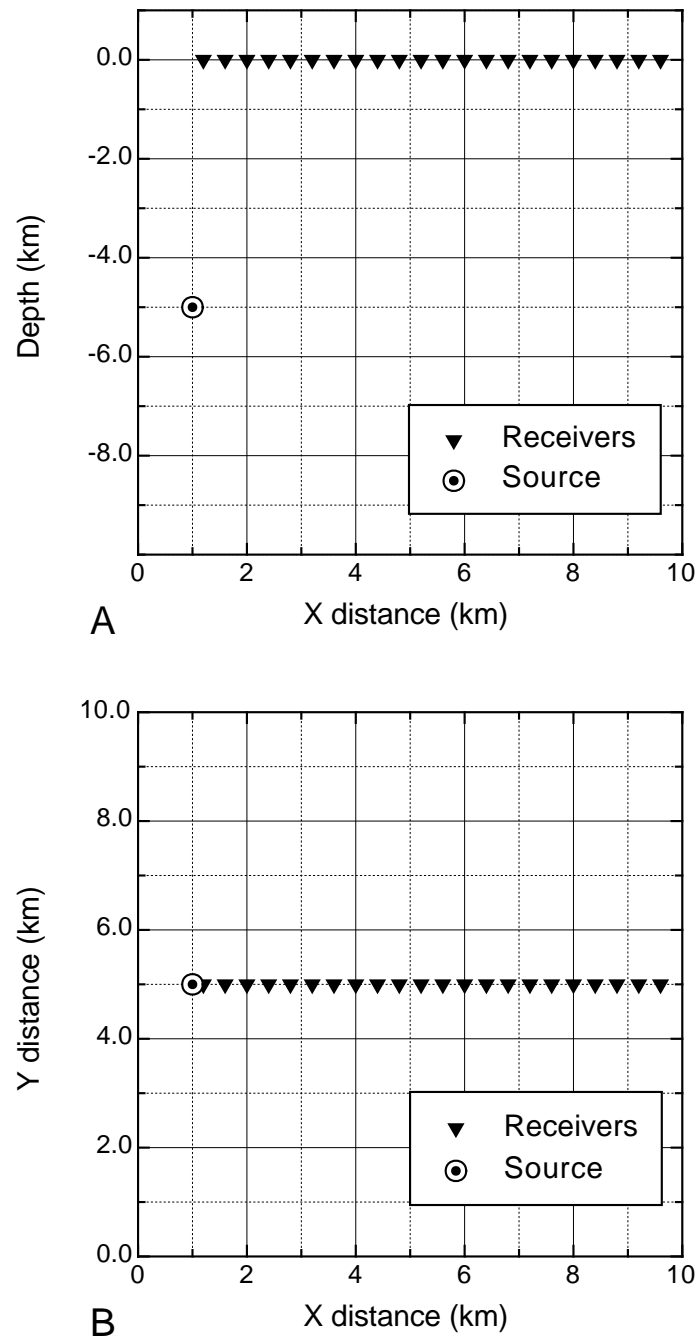 0.0
-2.0
-4.0
-6.0
-8.0
Depth (km)
Receivers
Source
0 2 4 6 8 10
X distance (km)
A
10.0
8.0
6.0
4.0
2.0
0.0
Y distance (km)
Receivers
Source
0 2 4 6 8 10
X distance (km)
B